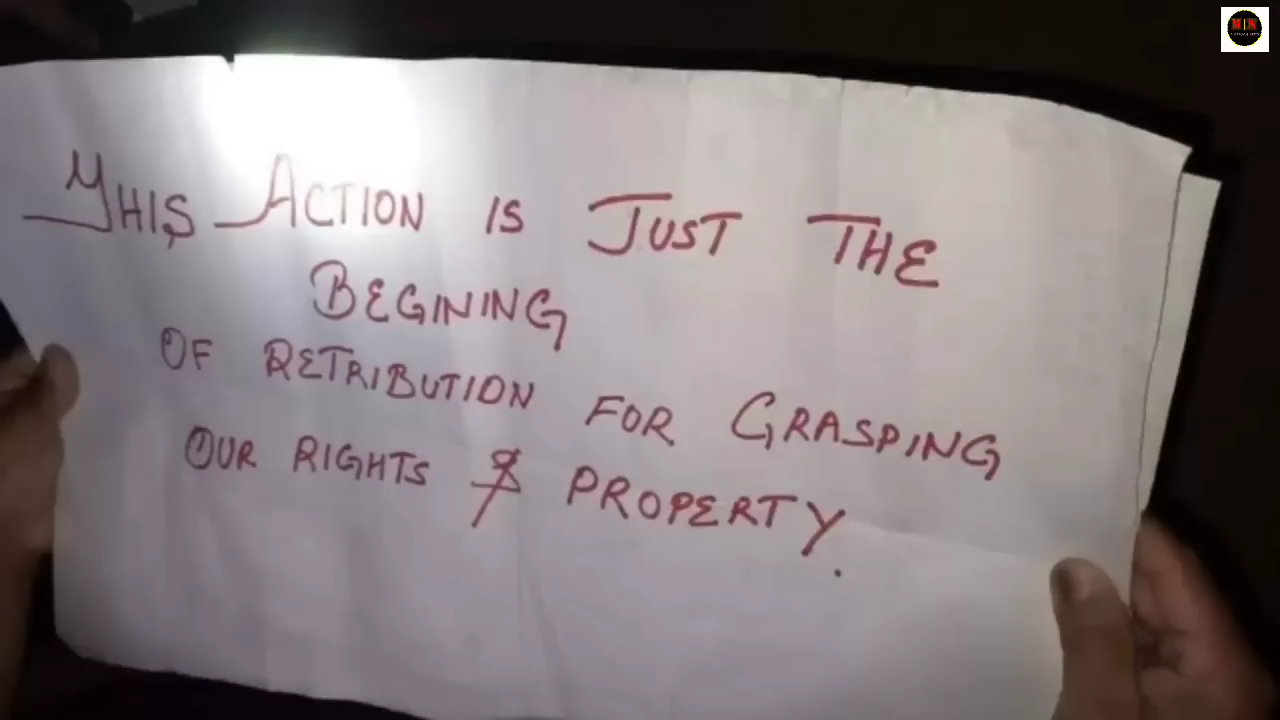 THIS ACTION IS JUST THE
BEGINING
OF RETRIBUTION FOR GRASPING
OUR RIGHTS & PROPERTY.